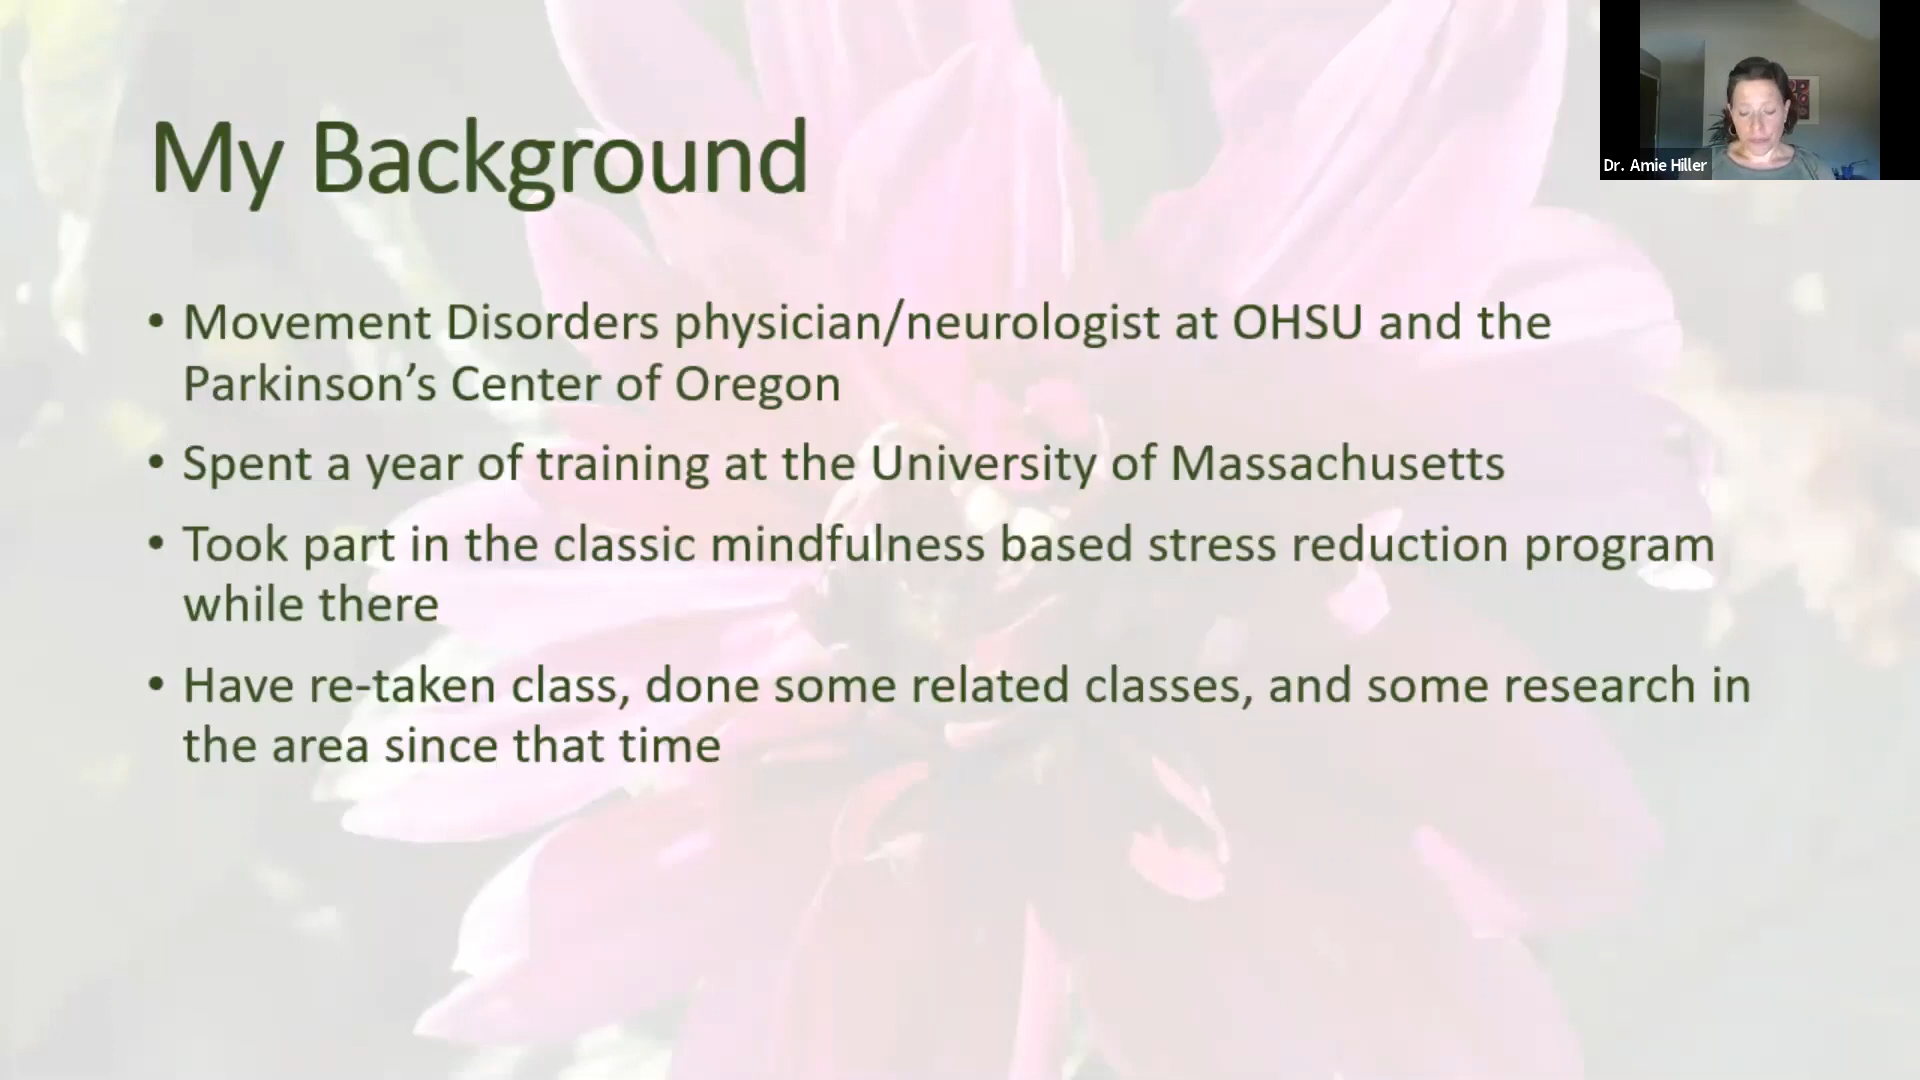 My Background
• Movement Disorders physician/neurologist at OHSU and the
Parkinson’s Center of Oregon
• Spent a year of training at the University of Massachusetts
• Took part in the classic mindfulness based stress reduction program
while there
• Have re-taken class, done some related classes, and some research in
the area since that time
Dr. Amie Hiller